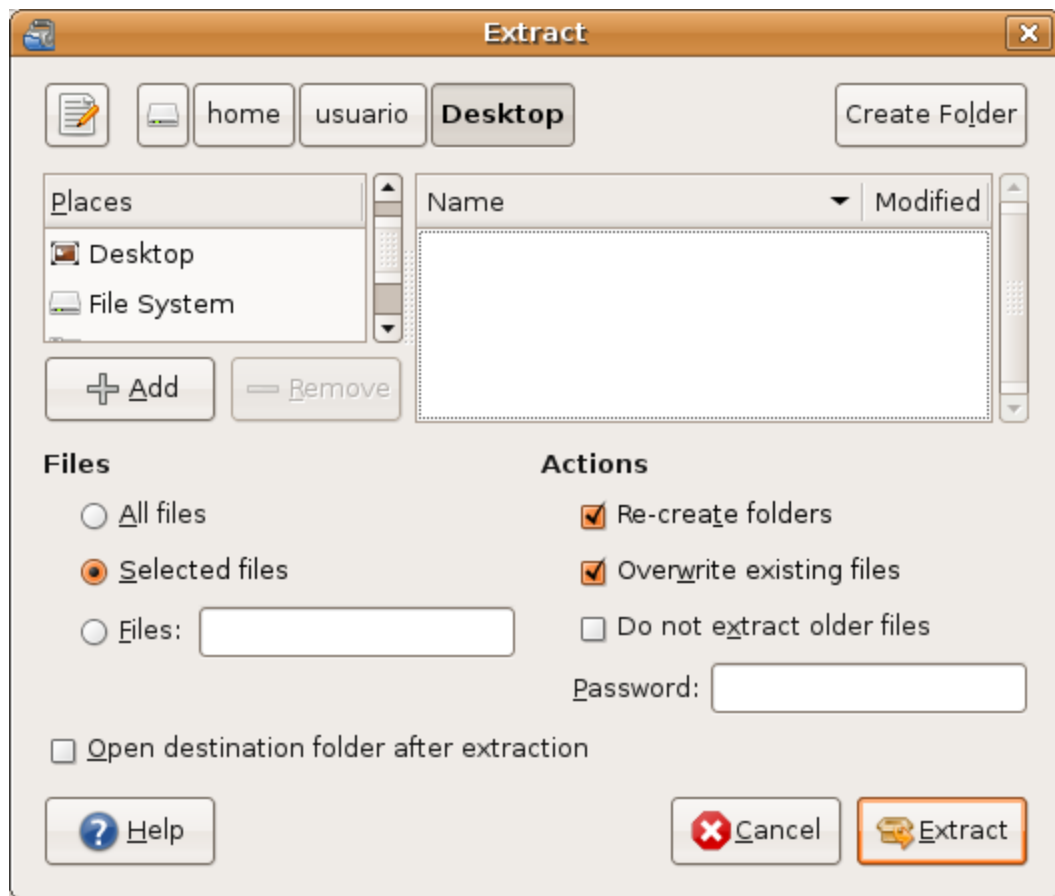 Extract
home usuario Desktop Create Folder
Places Name Modified
Desktop
File System
Add Remove
Files Actions
All files Re-create folders
Selected files Overwrite existing files
Files: Do not extract older files
Password:
Open destination folder after extraction
Help Cancel Extract